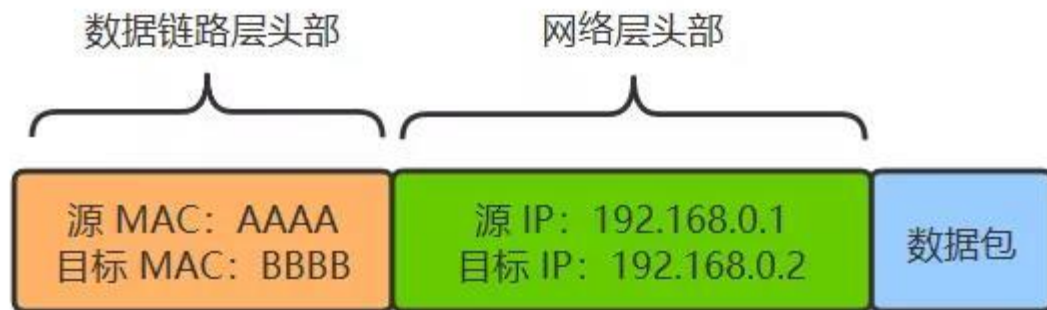 数据链路层头部
网络层头部
源 MAC：AAAA
目标 MAC：BBBB
源 IP：192.168.0.1
目标 IP：192.168.0.2
数据包